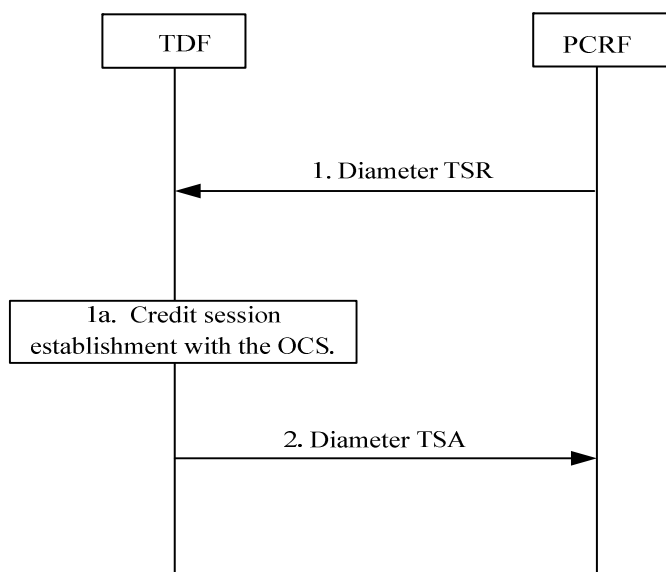 TDF
PCRF
1. Diameter TSR
1a. Credit session
establishment with the OCS.
2. Diameter TSA